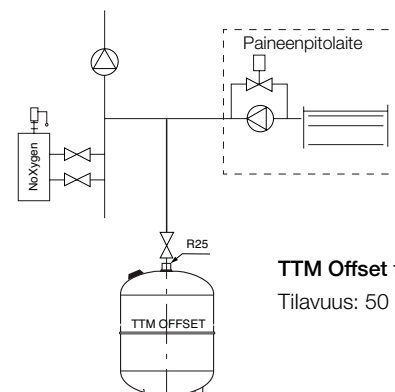 Paineenpitolaite
NoXygen
R25
TTM OFFSET
TTM Offset
Tilavuus: 50